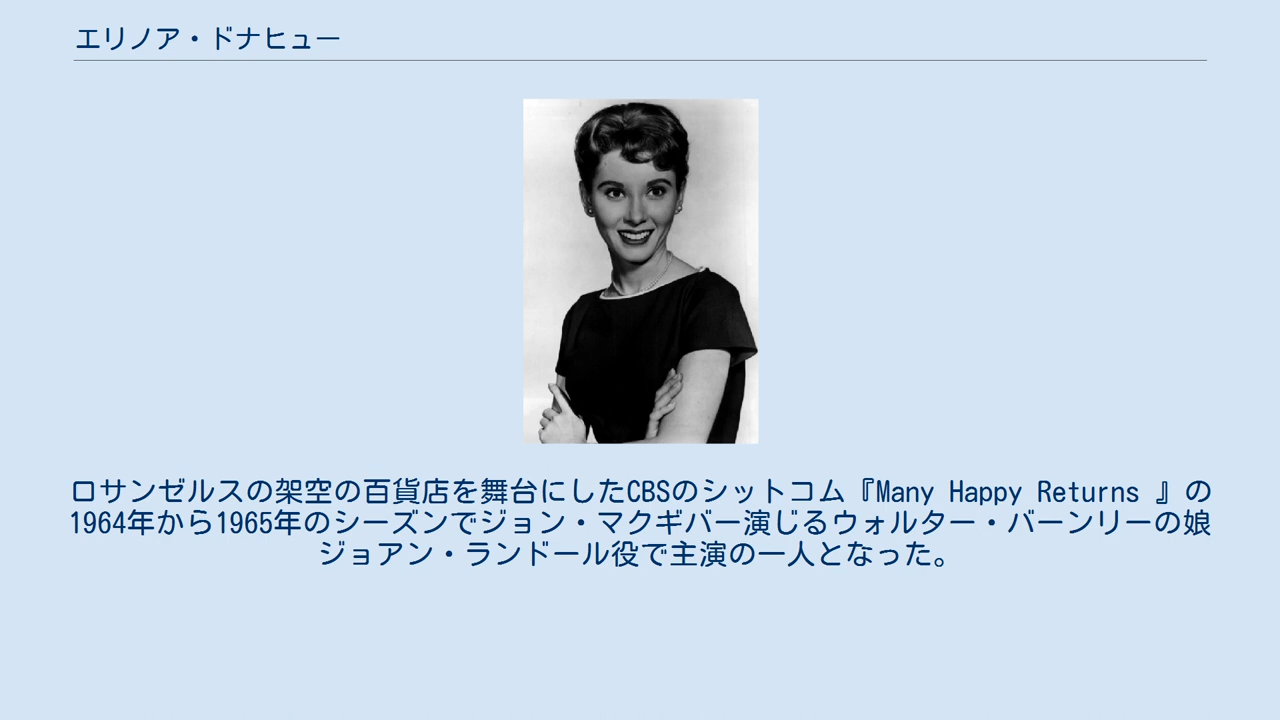 エリノア・ドナヒュー
ロサンゼルスの架空の百貨店を舞台にしたCBSのシットコム『Many Happy Returns 』の
1964年から1965年のシーズンでジョン・マクギバー演じるウォルター・バーンリーの娘
ジョアン・ランドール役で主演の一人となった。